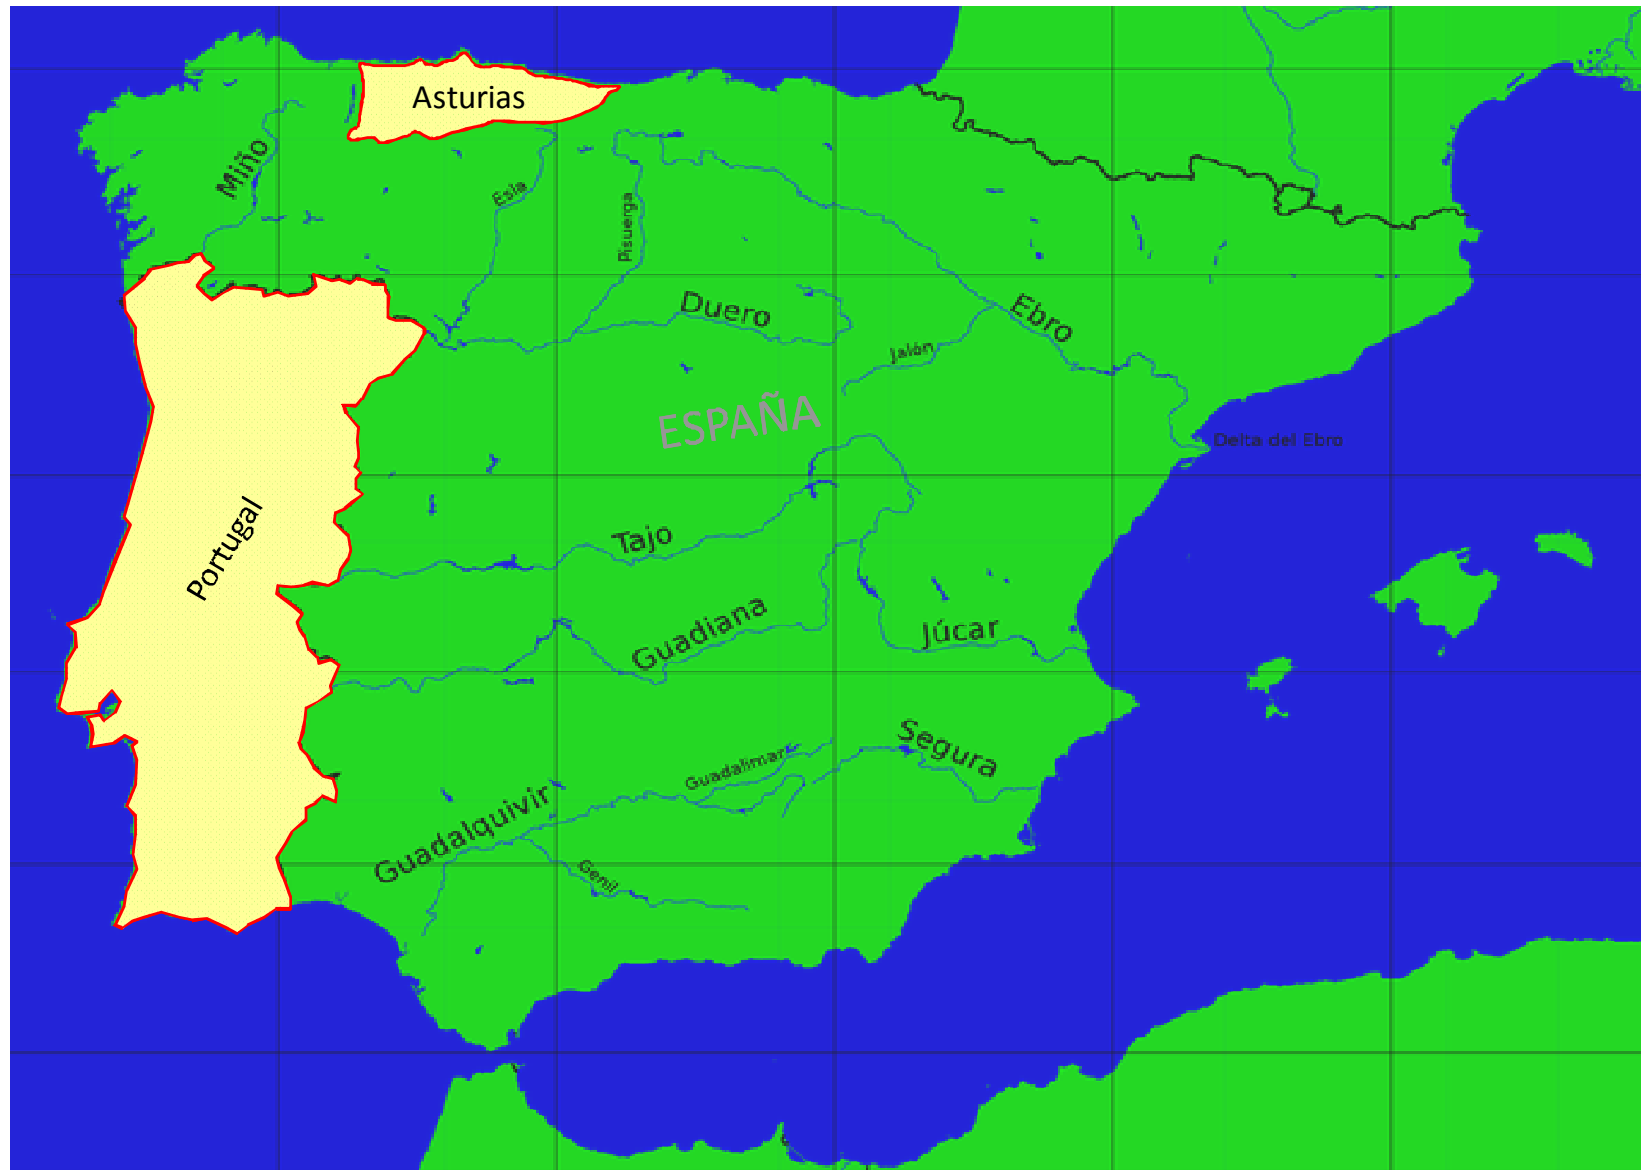 Asturias
Miño
Esla
Pisuerga
Duero
Ebro
Jalón
ESPAÑA
Delta del Ebro
Portugal
Tajo
Guadiana
Júcar
Segura
Guadalimar
Guadalquivir
Genil